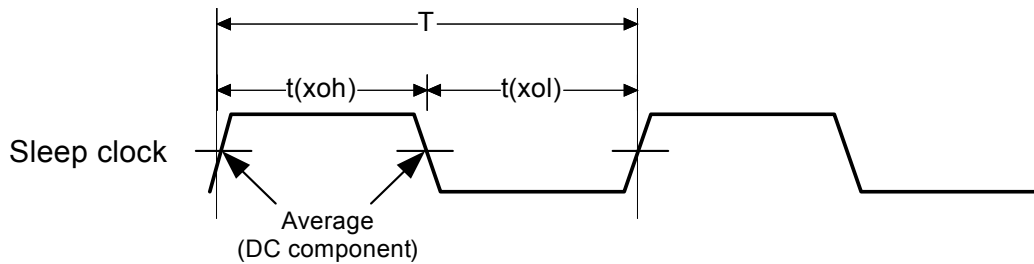 T
t(xoh) t(xol)
Sleep clock
Average
(DC component)